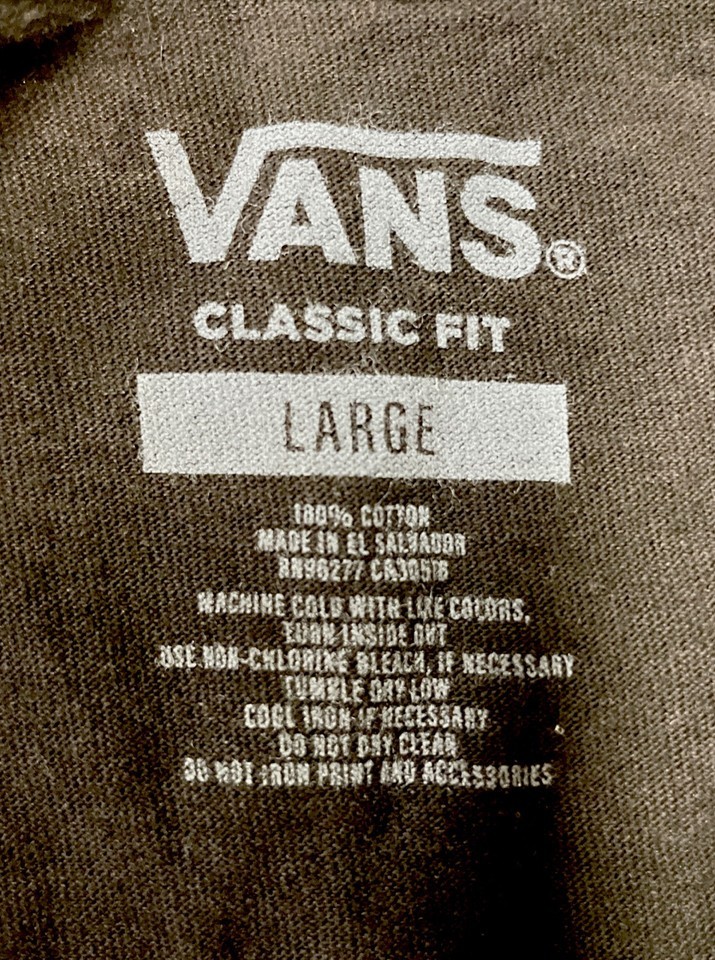 VANS®
CLASSIC FIT
LARGE
100% COTTON
MADE IN EL SALVADOR
RN96277 CA30516
MACHINE COLD WITH LIKE COLORS,
TURN INSIDE OUT
USE NON-CHLORINE BLEACH, IF NECESSARY
TUMBLE DRY LOW
COOL IRON IF NECESSARY
DO NOT DRY CLEAN
DO NOT IRON PRINT AND ACCESSORIES